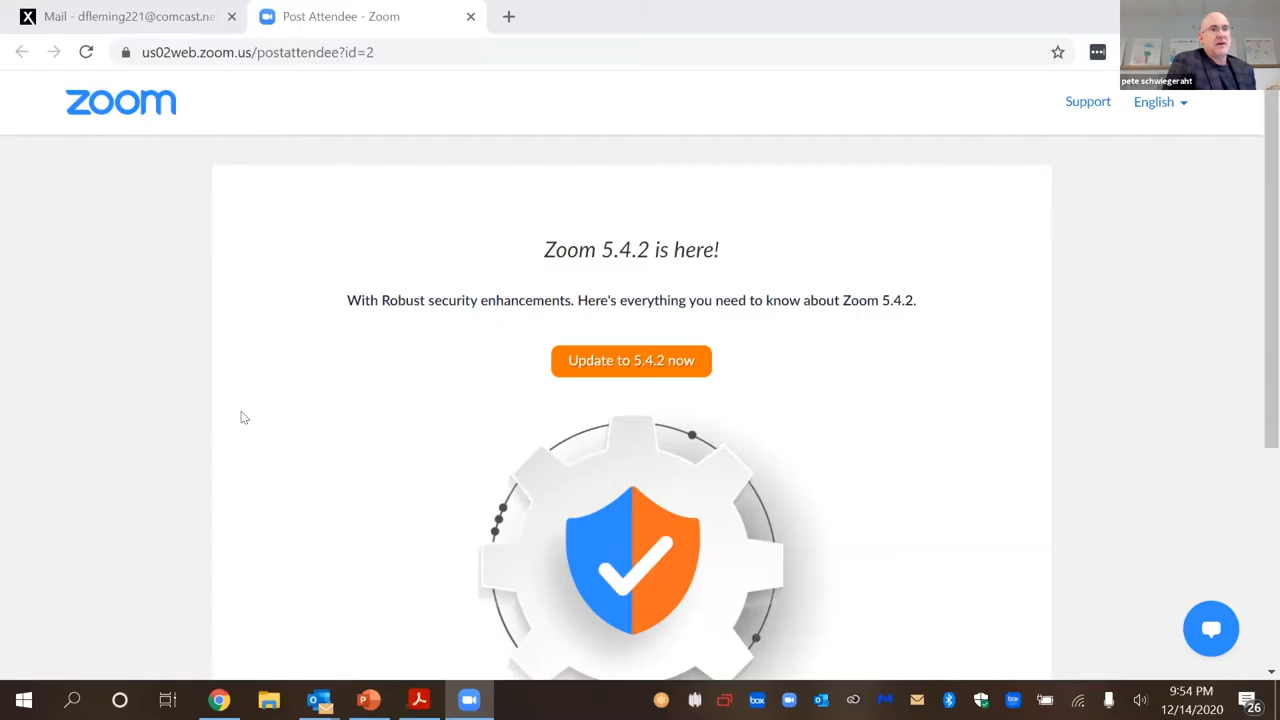 X Mail - dfleming221@comcast.ne
Post Attendee - Zoom
us02web.zoom.us/postattendee?id=2
pete schwiegeraht
zoom
Support
English
Zoom 5.4.2 is here!
With Robust security enhancements. Here's everything you need to know about Zoom 5.4.2.
Update to 5.4.2 now
box
box
9:54 PM
12/14/2020
26